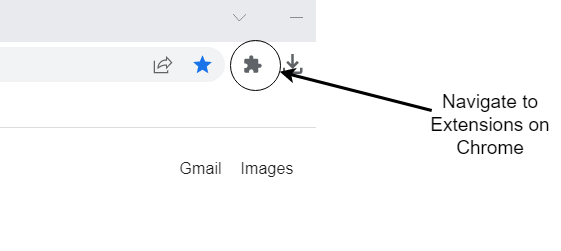 Navigate to
Extensions on
Chrome
Gmail Images